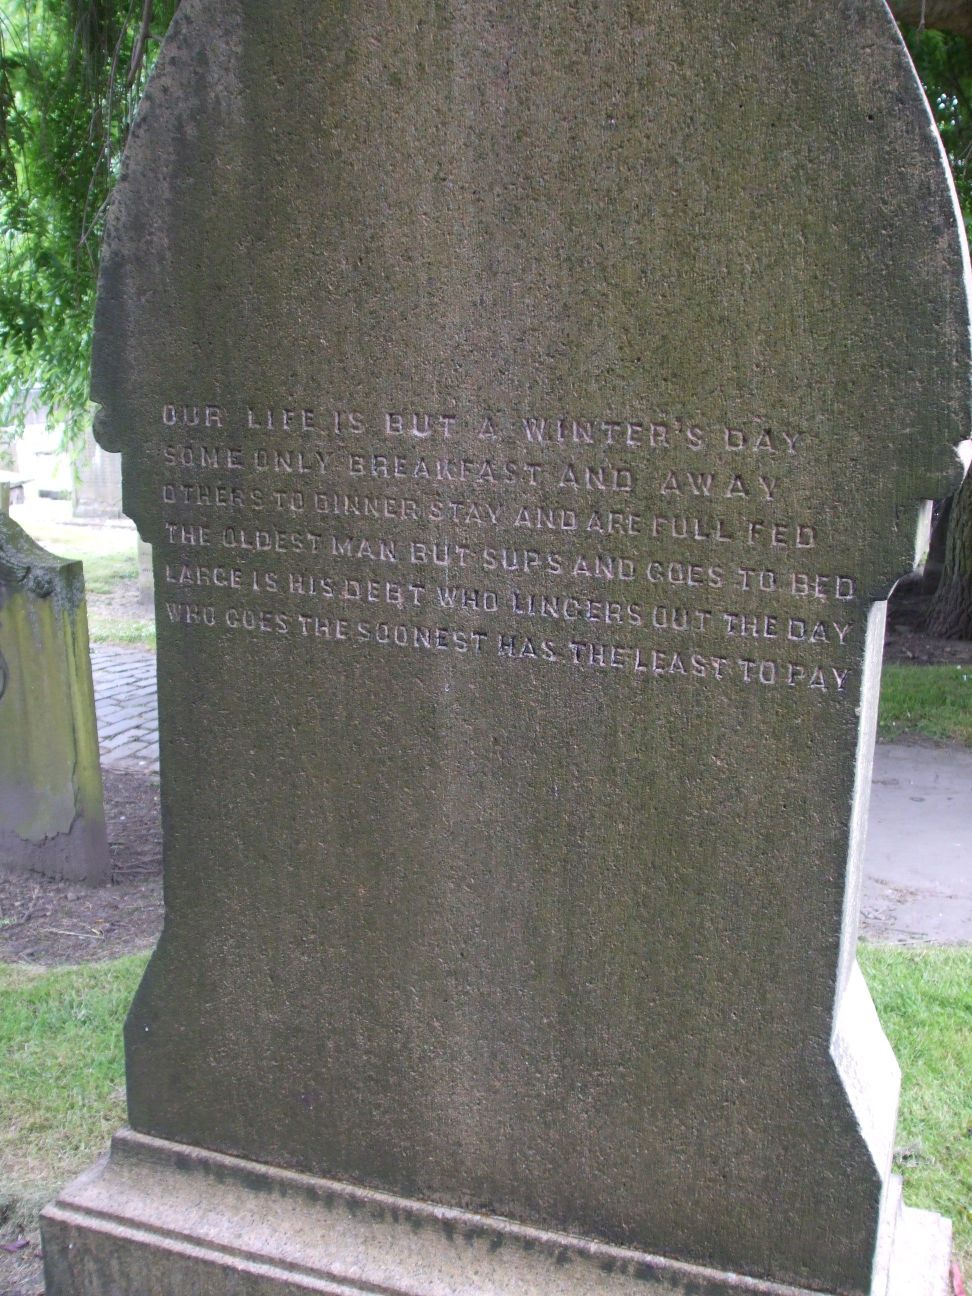 OUR LIFE IS BUT A WINTER'S DAY
SOME ONLY BREAKFAST AND AWAY
OTHERS TO DINNER STAY AND ARE FULL FED
THE OLDEST MAN BUT SUPS AND GOES TO BED
LARGE IS HIS DEBT WHO LINGERS OUT THE DAY
WHO GOES THE SOONEST HAS THE LEAST TO PAY